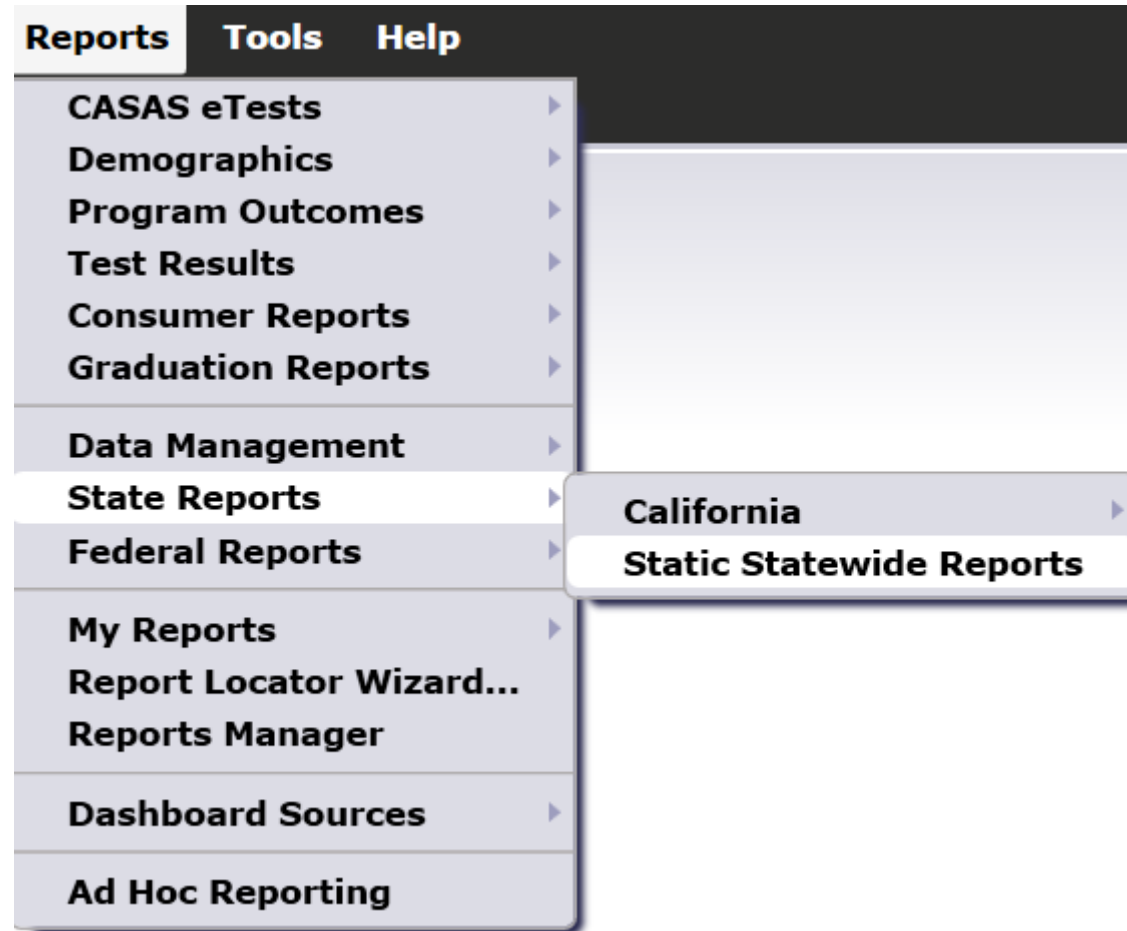 Reports Tools Help
CASAS eTests
Demographics
Program Outcomes
Test Results
Consumer Reports
Graduation Reports
Data Management
State Reports
Federal Reports
California
Static Statewide Reports
My Reports
Report Locator Wizard...
Reports Manager
Dashboard Sources
Ad Hoc Reporting